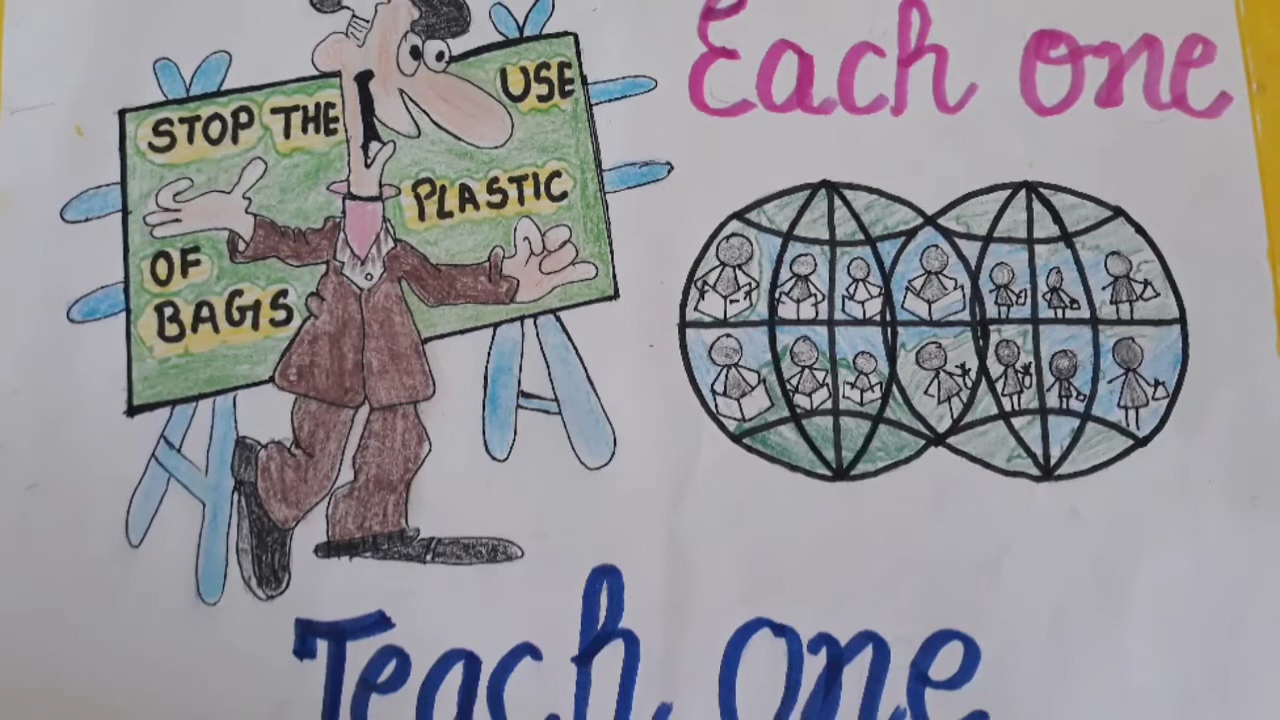 Each one
STOP THE USE
OF PLASTIC
BAGS
Teach one